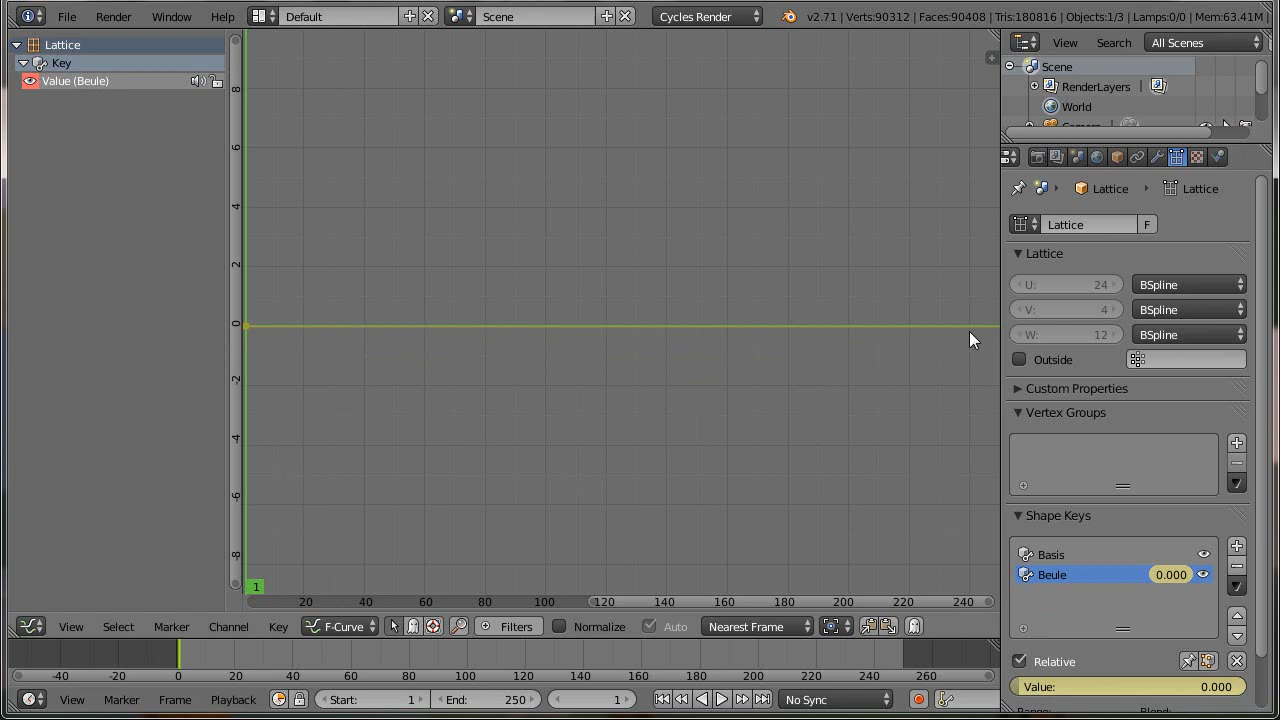 File Render Window Help Default Scene Cycles Render v2.71 | Verts:90312 | Faces:90408 | Tris:180816 | Objects:1/3 | Lamps:0/0 | Mem:63.41M
Lattice
Key
Value (Beule)
View Search All Scenes
Scene
RenderLayers
World
Lattice Lattice
Lattice F
Lattice
U: 24 BSpline
V: 4 BSpline
W: 12 BSpline
Outside
Custom Properties
Vertex Groups
Shape Keys
Basis
Beule 0.000
Relative
Value: 0.000
8
6
4
2
0
-2
-4
-6
-8
1
20 40 60 80 100 120 140 160 180 200 220 240
View Select Marker Channel Key F-Curve Filters Normalize Auto Nearest Frame
-40 -20 0 20 40 60 80 100 120 140 160 180 200 220 240 260
View Marker Frame Playback Start: 1 End: 250 1 No Sync